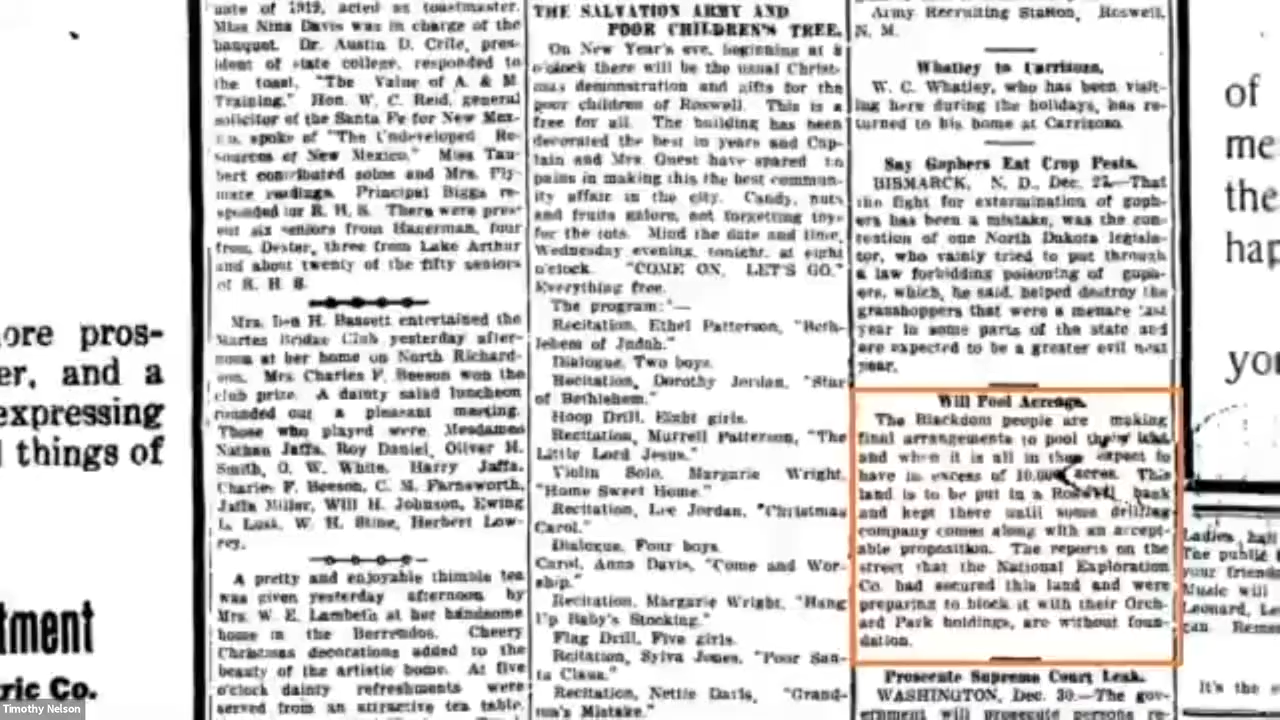 uate of 1919, acted as toastmaster.
Miss Nina Davis was in charge of the
banquet. Dr. Austin D. Crile, pres-
ident of state college, responded to
the toast, "The Value of A. & M.
Training." Hon. W. C. Reid, general
solicitor of the Santa Fe for New Mex-
ico, spoke of "The Undeveloped Re-
sources of New Mexico." Miss Tau-
bert contributed solos and Mrs. Fly-
mate readings. Principal Biggs re-
sponded for R. H. S. There were pres-
ent six seniors from Hagerman, four
from Dexter, three from Lake Arthur
and about twenty of the fifty seniors
of R. H. S.
Mrs. Ben H. Bassett entertained the
Martes Bridge Club yesterday after-
noon at her home on North Richard-
son. Mrs. Charles F. Beeson won the
club prize. A dainty salad luncheon
rounded out a pleasant meeting.
Those who played were Mesdames
Nathan Jaffa, Roy Daniel, Oliver M.
Smith, O. W. White, Harry Jaffa,
Charles F. Beeson, C. M. Farnsworth,
Jaffa Miller, Will H. Johnson, Ewing
L. Lusk, W. H. Stine, Herbert Low-
rey.
A pretty and enjoyable thimble tea
was given yesterday afternoon by
Mrs. W. E. Lambeth at her handsome
home in the Berrendos. Cheery
Christmas decorations added to the
beauty of the artistic home. At five
o'clock dainty refreshments were
served from an attractive tea table.
THE SALVATION ARMY AND
POOR CHILDREN'S TREE.
On New Year's eve, beginning at 8
o'clock there will be the usual Christ-
mas demonstration and gifts for the
poor children of Roswell. This is a
free for all. The building has been
decorated the best in years and Cap-
tain and Mrs. Guest have spared no
pains in making this the best commun-
ity affair in the city. Candy, nuts
and fruits galore, not forgetting toys
for the tots. Mind the date and time,
Wednesday evening, tonight, at eight
o'clock. "COME ON, LET'S GO."
Everything free.
The program:—
Recitation, Ethel Patterson, "Beth-
lehem of Judah."
Dialogue, Two boys.
Recitation, Dorothy Jordan, "Star
of Bethlehem."
Hoop Drill, Eight girls.
Recitation, Murrell Patterson, "The
Little Lord Jesus."
Violin Solo, Margarie Wright,
"Home Sweet Home."
Recitation, Lee Jordan, "Christmas
Carol."
Dialogue, Four boys.
Carol, Anna Davis, "Come and Wor-
ship."
Recitation, Margarie Wright, "Hang
Up Baby's Stocking."
Flag Drill, Five girls.
Reitation, Sylva Jones, "Poor San-
ta Claus."
Recitation, Nettie Davis, "Grand-
ma's Mistake."
Army Recruiting Station, Roswell,
N. M.
Whatley to Carrizozo.
W. C. Whatley, who has been visit-
ing here during the holidays, has re-
turned to his home at Carrizozo.
Say Gophers Eat Crop Pests.
BISMARCK, N. D., Dec. —That
the fight for extermination of goph-
ers has been a mistake, was the con-
tention of one North Dakota legisla-
tor, who vainly tried to put through
a law forbidding poisoning of goph-
ers, which, he said, helped destroy the
grasshoppers that were a menace last
year in some parts of the state and
are expected to be a greater evil next
year.
Will Pool Acreage.
The Blackdom people are making
final arrangements to pool their land
and when it is all in they expect to
have in excess of 10,000 acres. This
land is to be put in a Roswell bank
and kept there until some drilling
company comes along with an accept-
able proposition. The reports on the
street that the National Exploration
Co. had secured this land and were
preparing to block it with their Orch-
ard Park holdings, are without foun-
dation.
Prosecute Supreme Court Leak.
WASHINGTON, Dec. 30.—The gov-
ernment will prosecute persons re-
ore pros-
er, and a
expressing
things of
tment
ric Co.
of
me
the
hap
you
Ladies, hall
The public
your friends
Music will
Leonard, Le
can. Remem
It's the
Timothy Nelson